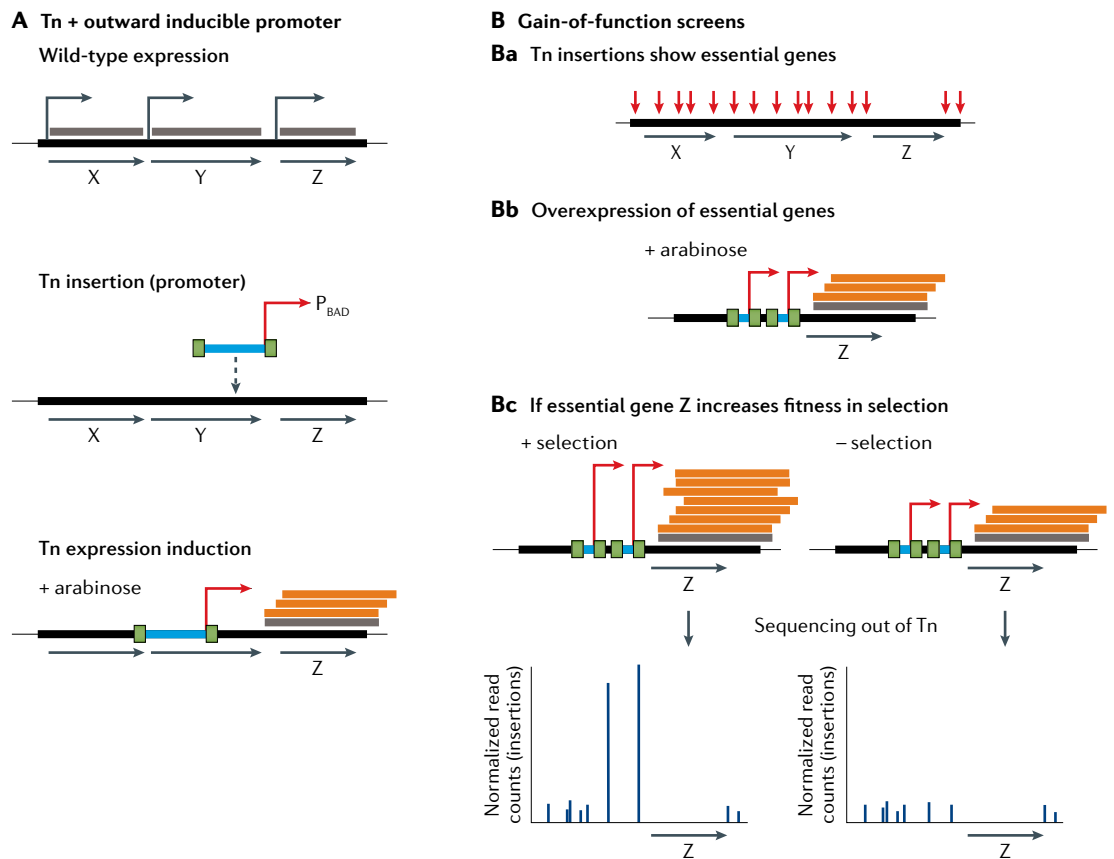 A Tn + outward inducible promoter
Wild-type expression
X Y Z
Tn insertion (promoter)
P_BAD
X Y Z
Tn expression induction
+ arabinose
Z
B Gain-of-function screens
Ba Tn insertions show essential genes
X Y Z
Bb Overexpression of essential genes
+ arabinose
Z
Bc If essential gene Z increases fitness in selection
+ selection
– selection
Z
Z
Sequencing out of Tn
Normalized read
counts (insertions)
Z
Normalized read
counts (insertions)
Z